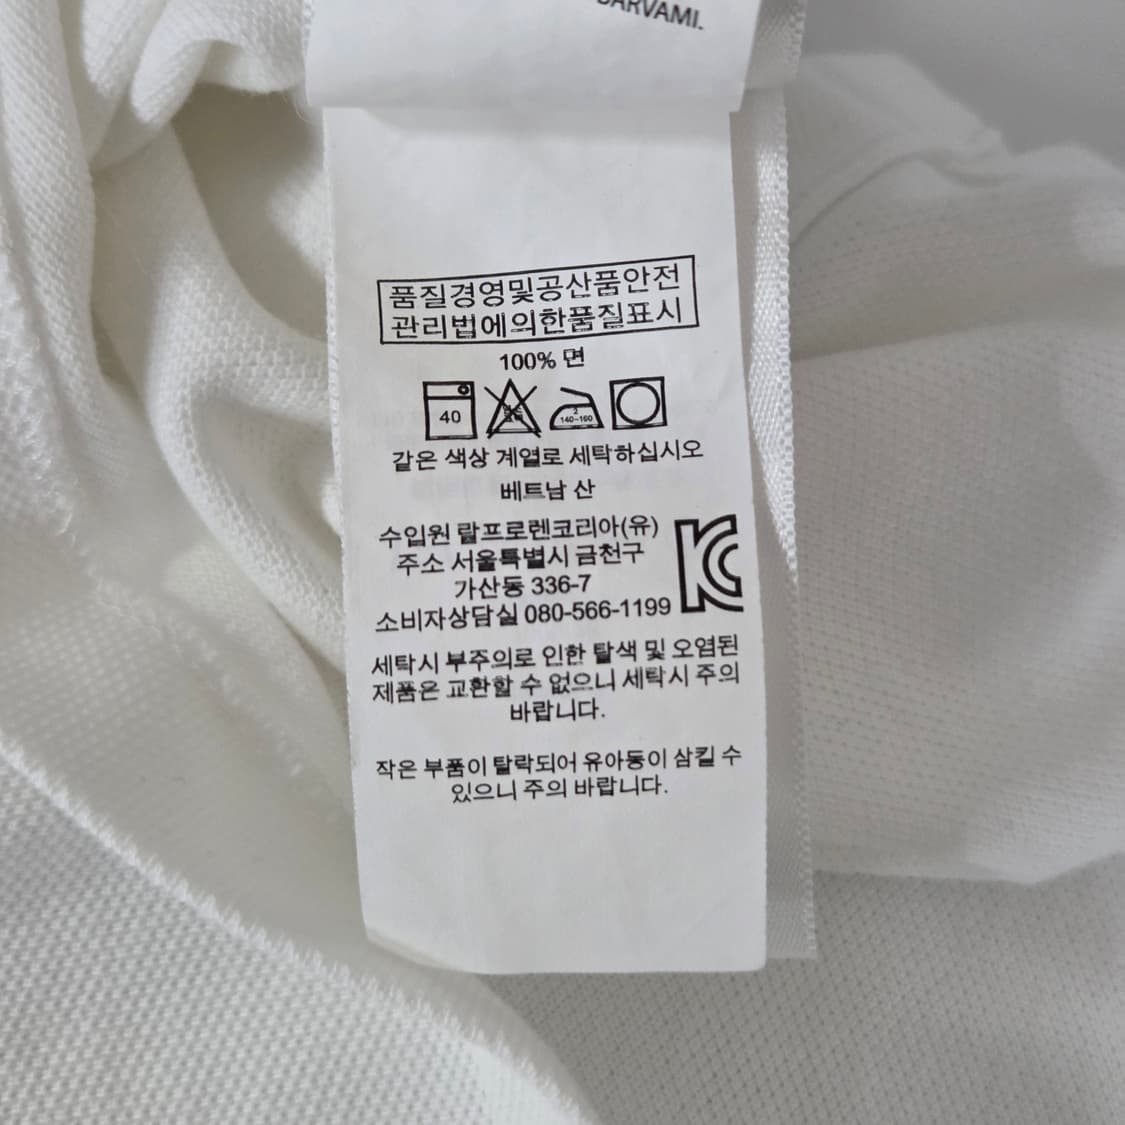 BARVAMI.
품질경영및공산품안전
관리법에의한품질표시
100% 면
40
2
140~160
같은 색상 계열로 세탁하십시오
베트남 산
수입원 랄프로렌코리아(유)
주소 서울특별시 금천구
가산동 336-7
소비자상담실 080-566-1199
세탁시 부주의로 인한 탈색 및 오염된
제품은 교환할 수 없으니 세탁시 주의
바랍니다.
작은 부품이 탈락되어 유아동이 삼킬 수
있으니 주의 바랍니다.